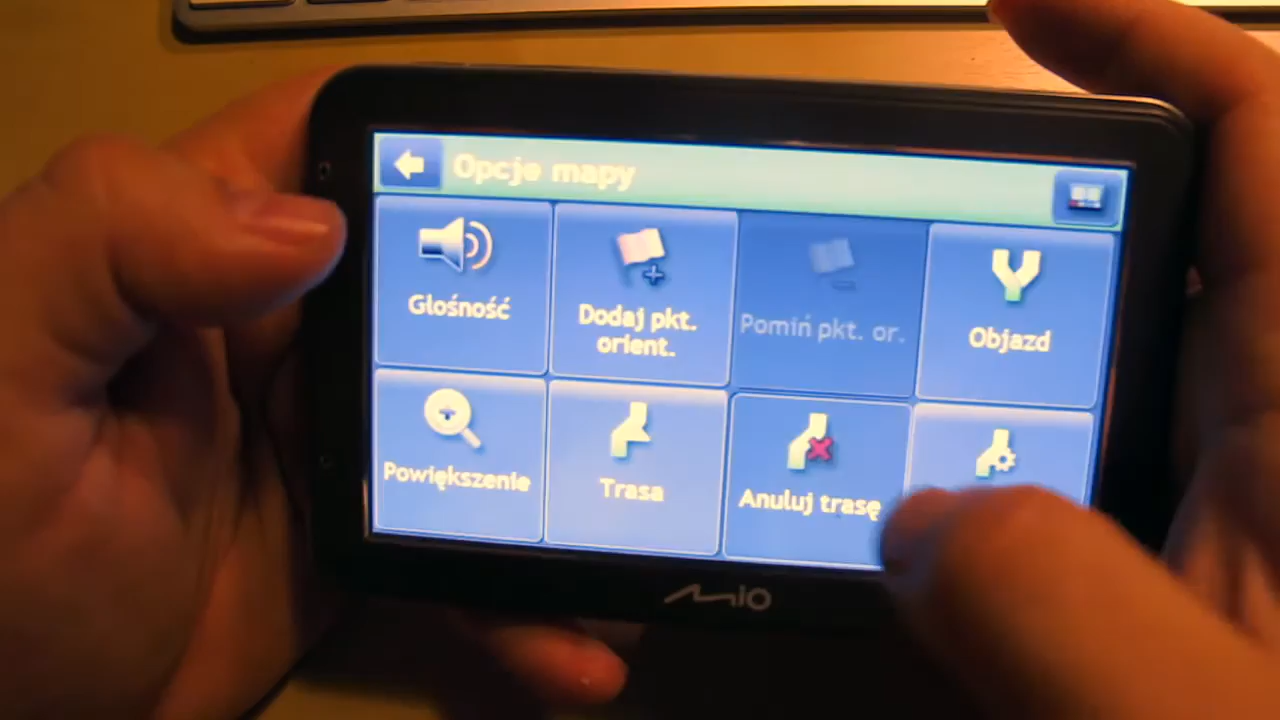 Opcje mapy
Głośność
Dodaj pkt.
orient.
Pomiń pkt. or.
Objazd
Powiększenie
Trasa
Anuluj trasę
Mio